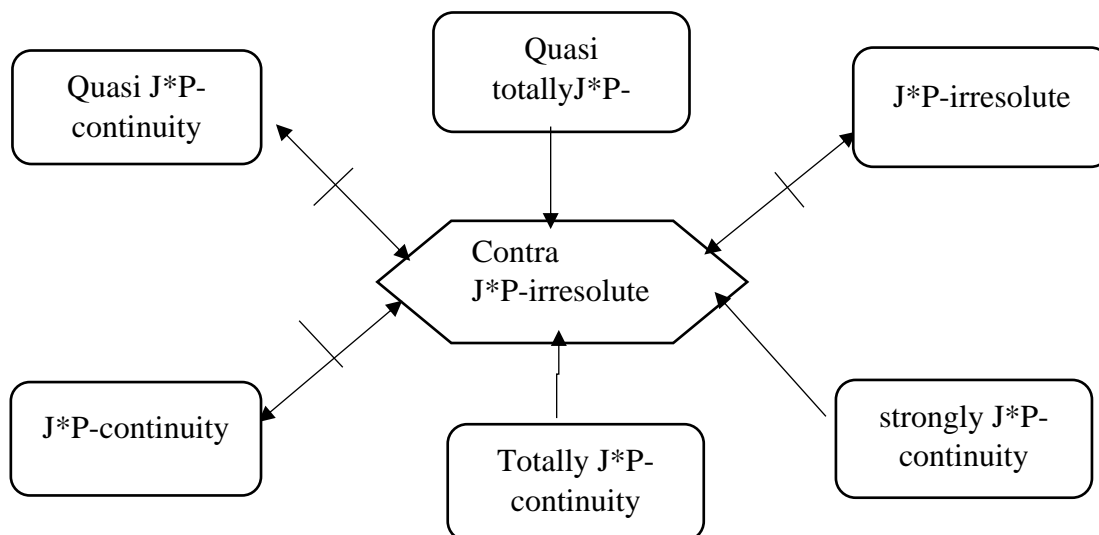 Quasi J*P-
continuity
Quasi
totallyJ*P-
J*P-irresolute
Contra
J*P-irresolute
J*P-continuity
Totally J*P-
continuity
strongly J*P-
continuity